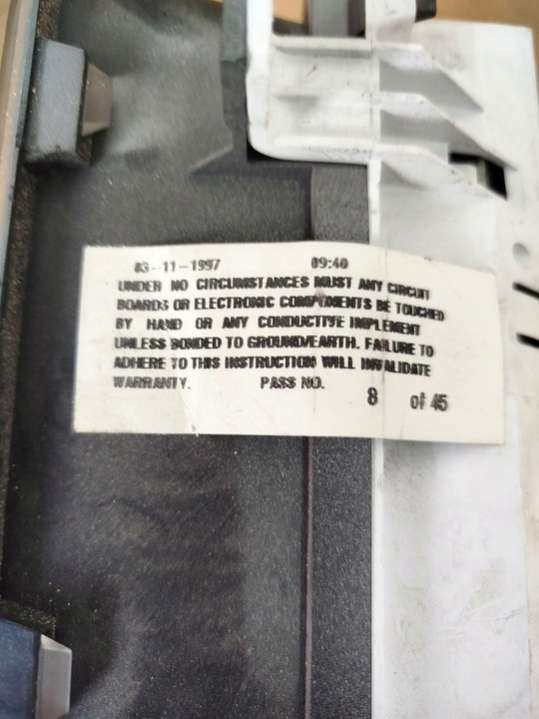 03-11-1997 09:40
UNDER NO CIRCUMSTANCES MUST ANY CIRCUIT
BOARDS OR ELECTRONIC COMPONENTS BE TOUCHED
BY HAND OR ANY CONDUCTIVE IMPLEMENT
UNLESS BONDED TO GROUND/EARTH. FAILURE TO
ADHERE TO THIS INSTRUCTION WILL INVALIDATE
WARRANTY. PASS NO. 8 of 45